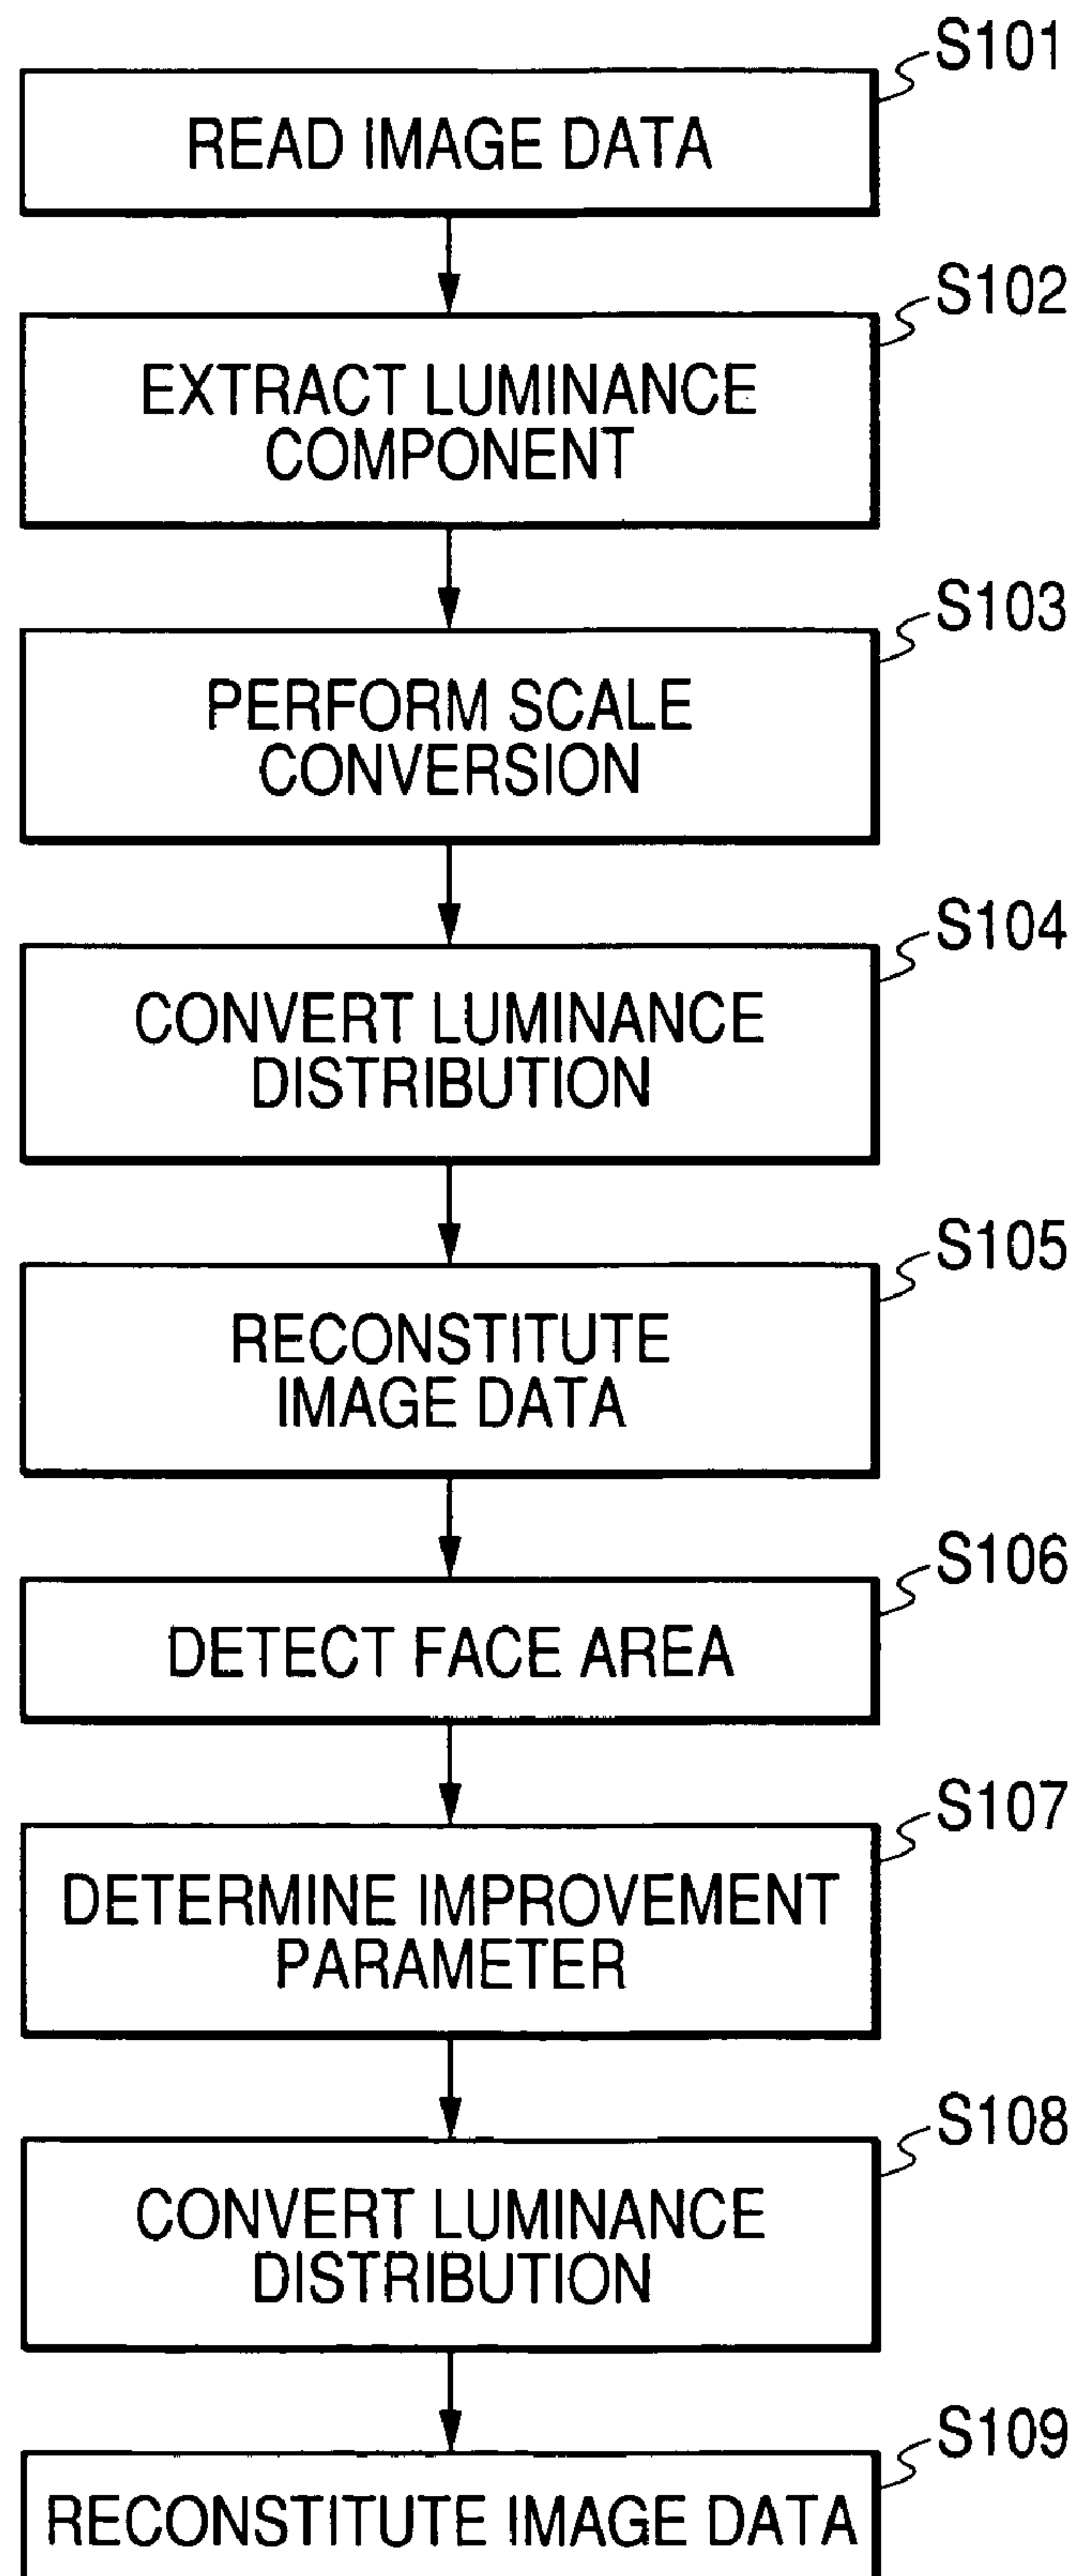 S101
READ IMAGE DATA
S102
EXTRACT LUMINANCE
COMPONENT
S103
PERFORM SCALE
CONVERSION
S104
CONVERT LUMINANCE
DISTRIBUTION
S105
RECONSTITUTE
IMAGE DATA
S106
DETECT FACE AREA
S107
DETERMINE IMPROVEMENT
PARAMETER
S108
CONVERT LUMINANCE
DISTRIBUTION
S109
RECONSTITUTE IMAGE DATA